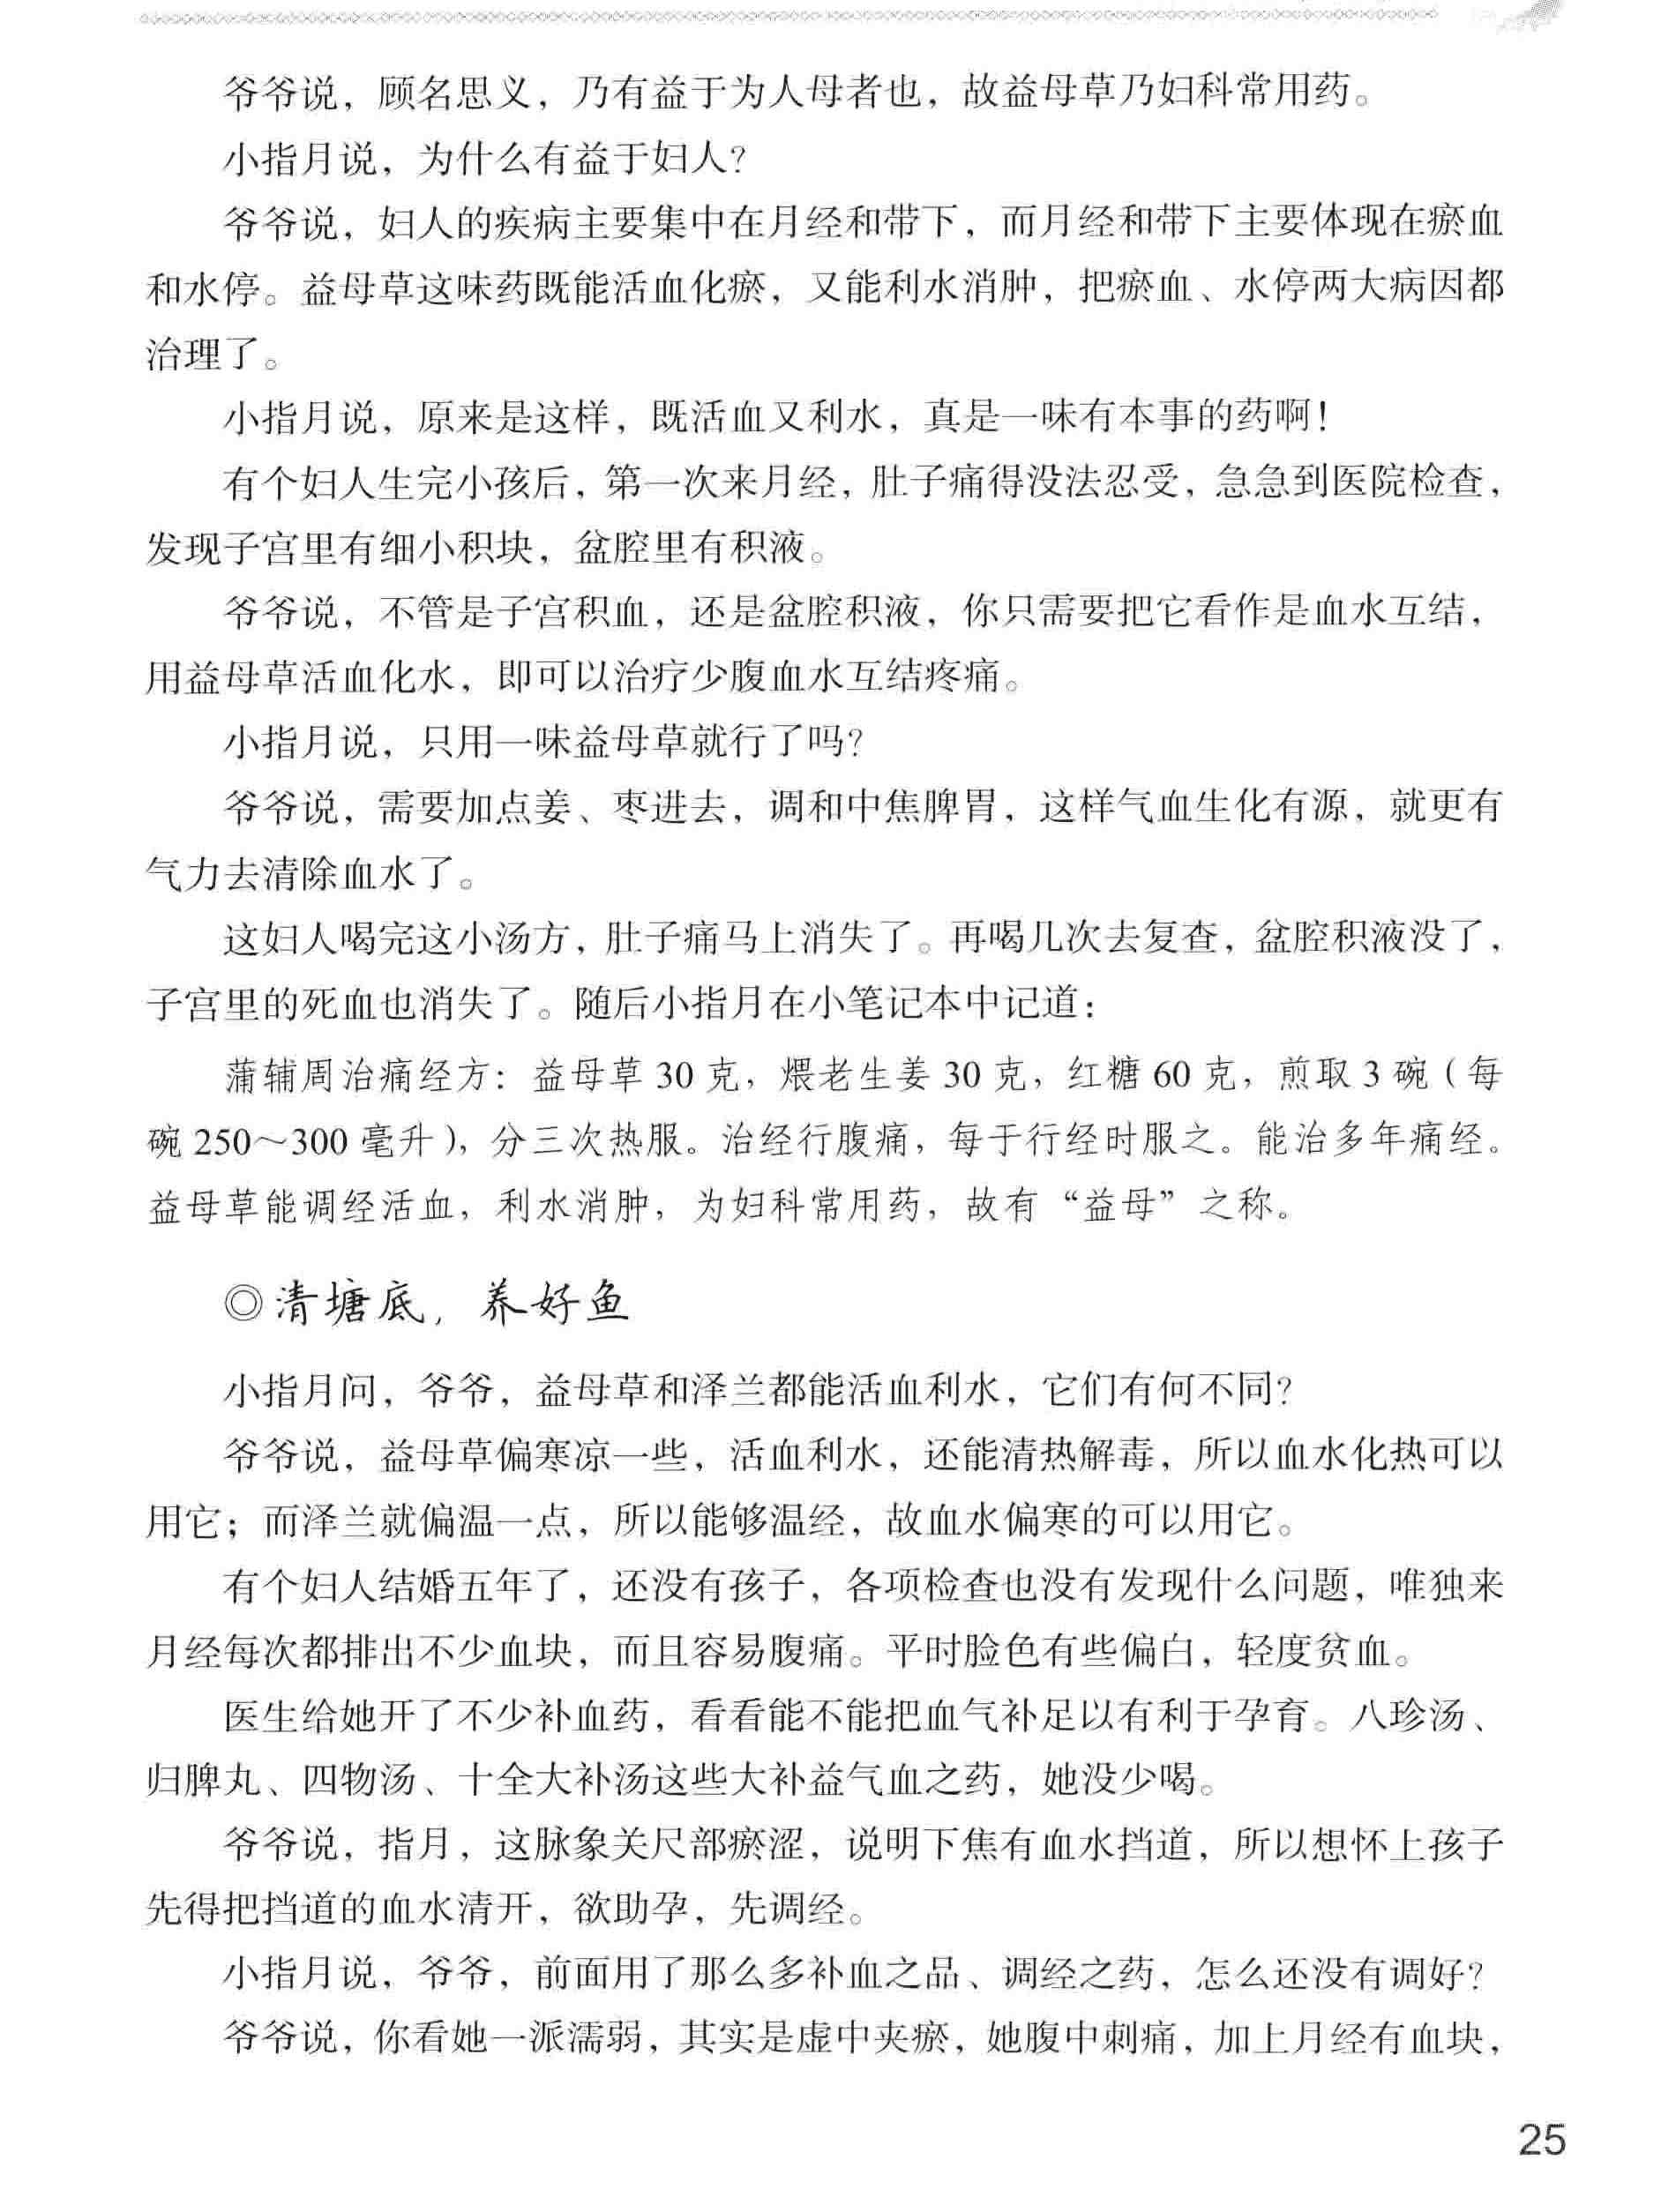 爷爷说，顾名思义，乃有益于为人母者也，故益母草乃妇科常用药。
小指月说，为什么有益于妇人？
爷爷说，妇人的疾病主要集中在月经和带下，而月经和带下主要体现在瘀血
和水停。益母草这味药既能活血化瘀，又能利水消肿，把瘀血、水停两大病因都
治理了。
小指月说，原来是这样，既活血又利水，真是一味有本事的药啊！
有个妇人生完小孩后，第一次来月经，肚子痛得没法忍受，急急到医院检查，
发现子宫里有细小积块，盆腔里有积液。
爷爷说，不管是子宫积血，还是盆腔积液，你只需要把它看作是血水互结，
用益母草活血化水，即可以治疗少腹血水互结疼痛。
小指月说，只用一味益母草就行了吗？
爷爷说，需要加点姜、枣进去，调和中焦脾胃，这样气血生化有源，就更有
气力去清除血水了。
这妇人喝完这小汤方，肚子痛马上消失了。再喝几次去复查，盆腔积液没了，
子宫里的死血也消失了。随后小指月在小笔记本中记道：
蒲辅周治痛经方：益母草 30 克，煨老生姜 30 克，红糖 60 克，煎取 3 碗（每
碗 250～300 毫升），分三次热服。治经行腹痛，每于行经时服之。能治多年痛经。
益母草能调经活血，利水消肿，为妇科常用药，故有“益母”之称。
◎清塘底，养好鱼
小指月问，爷爷，益母草和泽兰都能活血利水，它们有何不同？
爷爷说，益母草偏寒凉一些，活血利水，还能清热解毒，所以血水化热可以
用它；而泽兰就偏温一点，所以能够温经，故血水偏寒的可以用它。
有个妇人结婚五年了，还没有孩子，各项检查也没有发现什么问题，唯独来
月经每次都排出不少血块，而且容易腹痛。平时脸色有些偏白，轻度贫血。
医生给她开了不少补血药，看看能不能把血气补足以有利于孕育。八珍汤、
归脾丸、四物汤、十全大补汤这些大补益气血之药，她没少喝。
爷爷说，指月，这脉象关尺部瘀涩，说明下焦有血水挡道，所以想怀上孩子
先得把挡道的血水清开，欲助孕，先调经。
小指月说，爷爷，前面用了那么多补血之品、调经之药，怎么还没有调好？
爷爷说，你看她一派濡弱，其实是虚中夹瘀，她腹中刺痛，加上月经有血块，
25